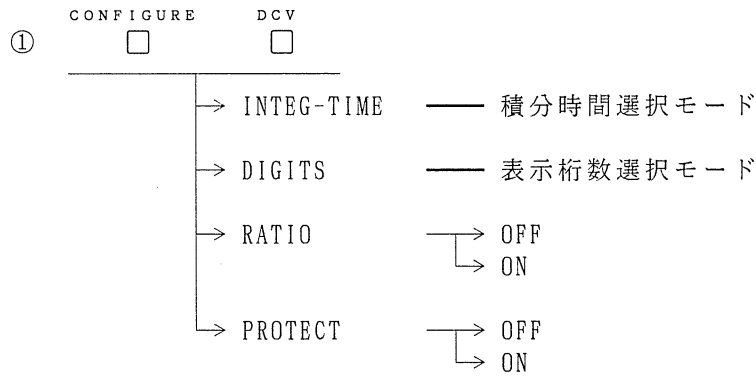 CONFIGURE DCV
①
INTEG-TIME 積分時間選択モード
DIGITS 表示桁数選択モード
RATIO OFF
ON
PROTECT OFF
ON